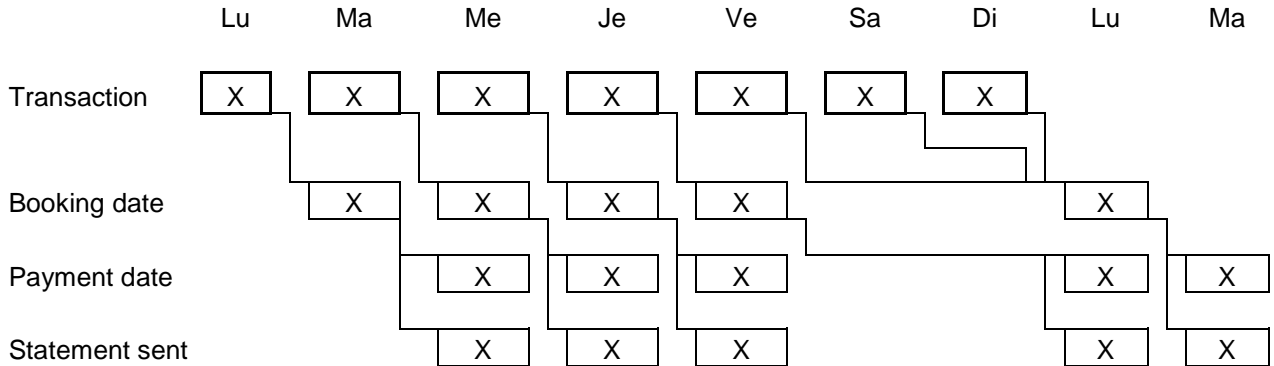 Lu Ma Me Je Ve Sa Di Lu Ma
Transaction X X X X X X X
Booking date X X X X X
Payment date X X X X X
Statement sent X X X X X